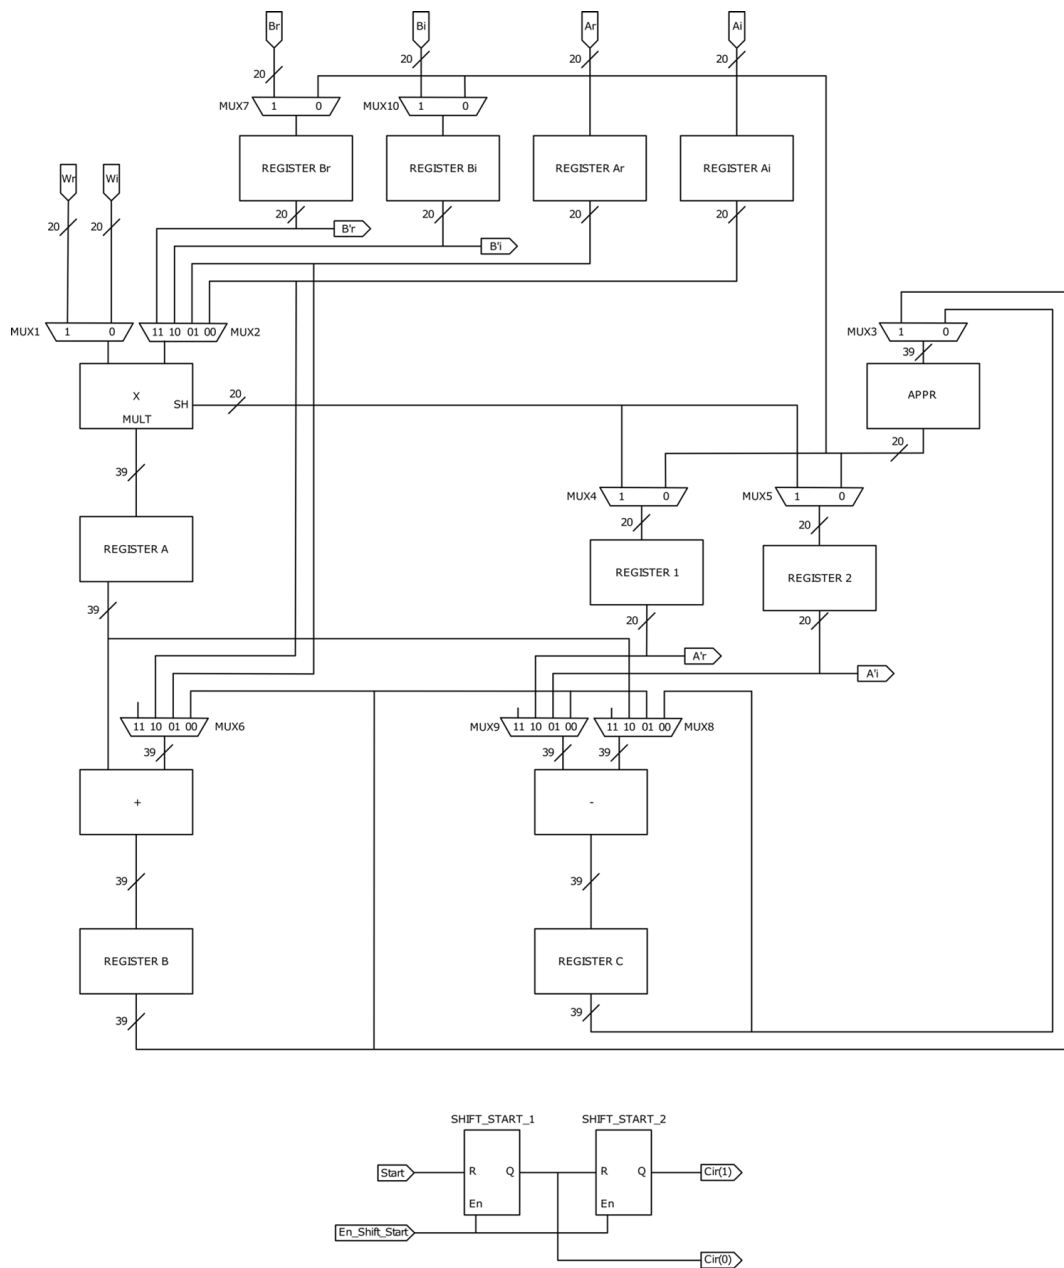 Br
Bi
Ar
Ai
20
20
20
20
MUX7
1 0
MUX10
1 0
REGISTER Br
REGISTER Bi
REGISTER Ar
REGISTER Ai
Wr
Wi
20
20
20
20
20
20
B'r
B'i
MUX1
1 0
11 10 01 00
MUX2
MUX3
1 0
39
X
SH
MULT
20
APPR
20
39
MUX4
1 0
MUX5
1 0
20
20
REGISTER A
REGISTER 1
REGISTER 2
39
20
20
A'r
A'i
11 10 01 00
MUX6
MUX9
11 10 01 00
11 10 01 00
MUX8
39
39
39
+
-
39
39
REGISTER B
REGISTER C
39
39
SHIFT_START_1
SHIFT_START_2
Start
R Q
R Q
Cir(1)
En
En
En_Shift_Start
Cir(0)